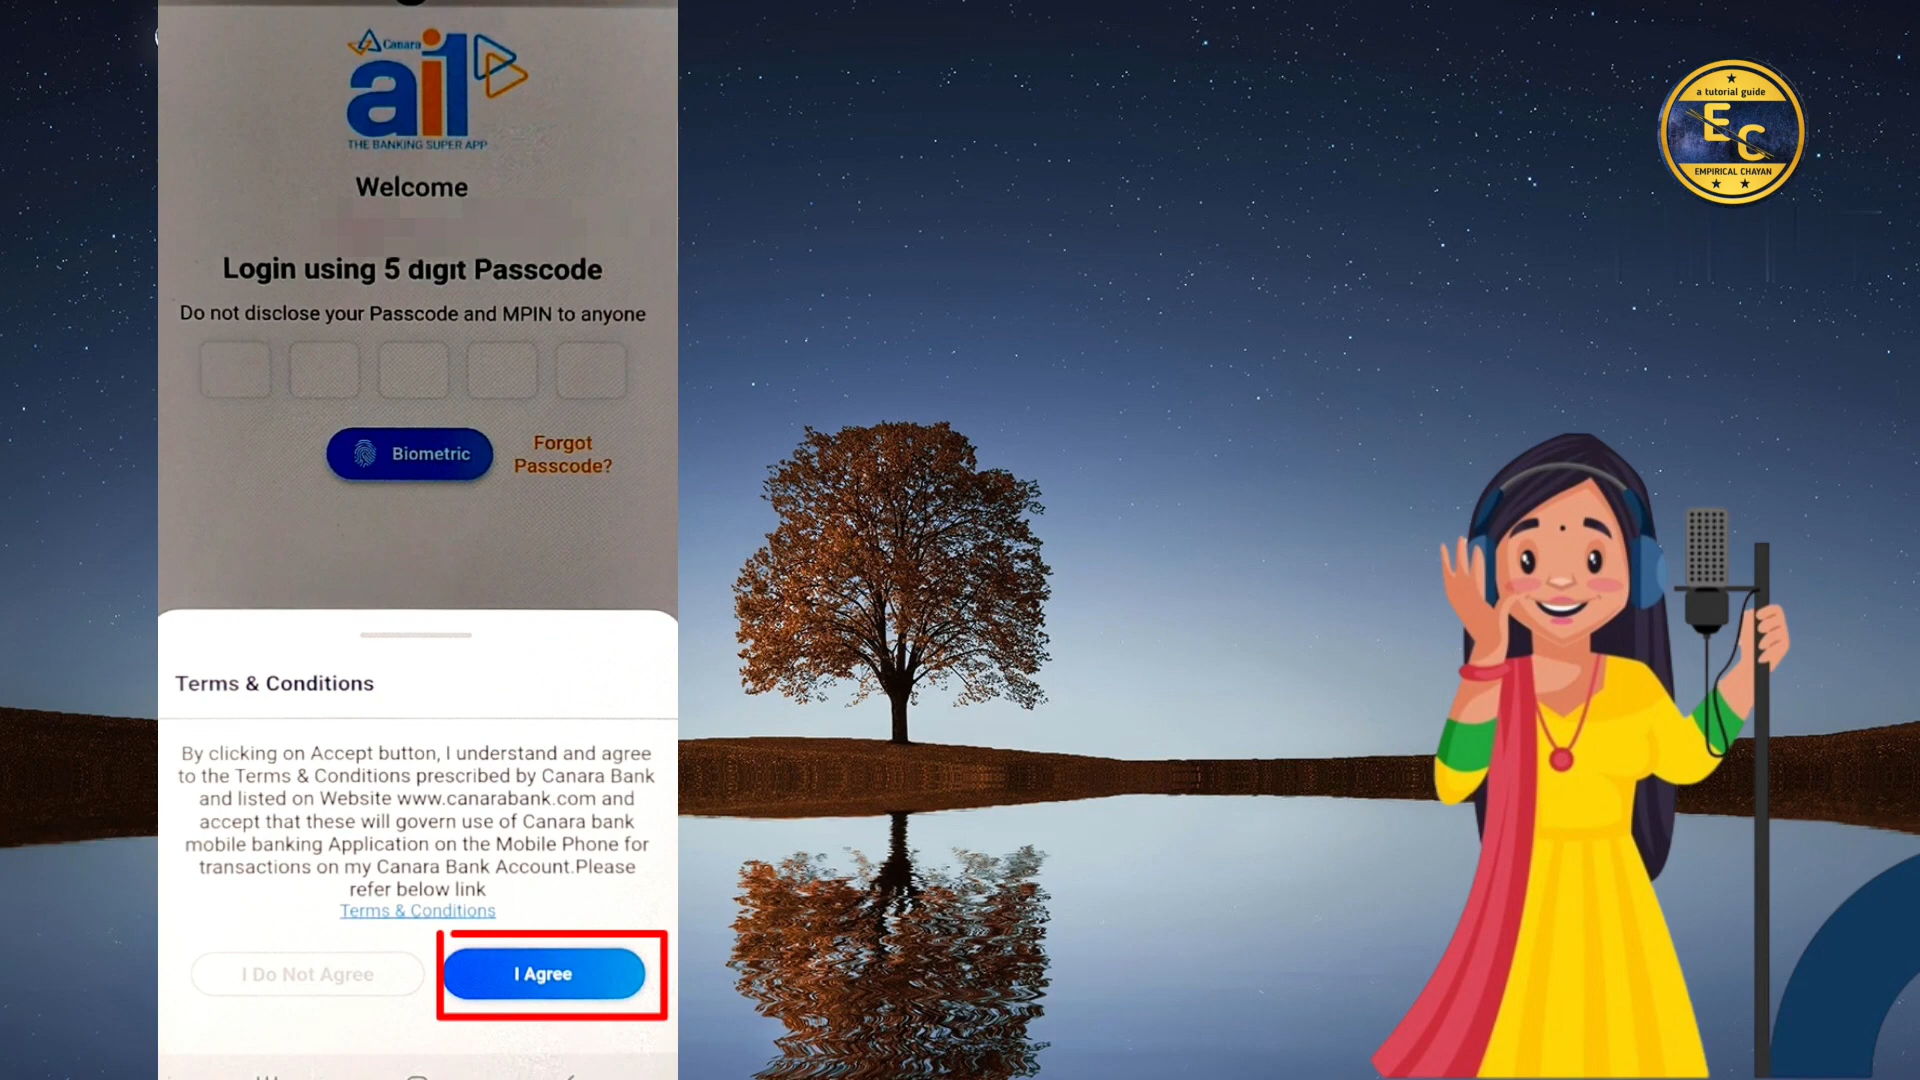 Canara
ai1
THE BANKING SUPER APP
Welcome
Login using 5 digit Passcode
Do not disclose your Passcode and MPIN to anyone
Biometric
Forgot
Passcode?
Terms & Conditions
By clicking on Accept button, I understand and agree
to the Terms & Conditions prescribed by Canara Bank
and listed on Website www.canarabank.com and
accept that these will govern use of Canara bank
mobile banking Application on the Mobile Phone for
transactions on my Canara Bank Account.Please
refer below link
Terms & Conditions
I Do Not Agree
I Agree
a tutorial guide
EC
EMPIRICAL CHAYAN